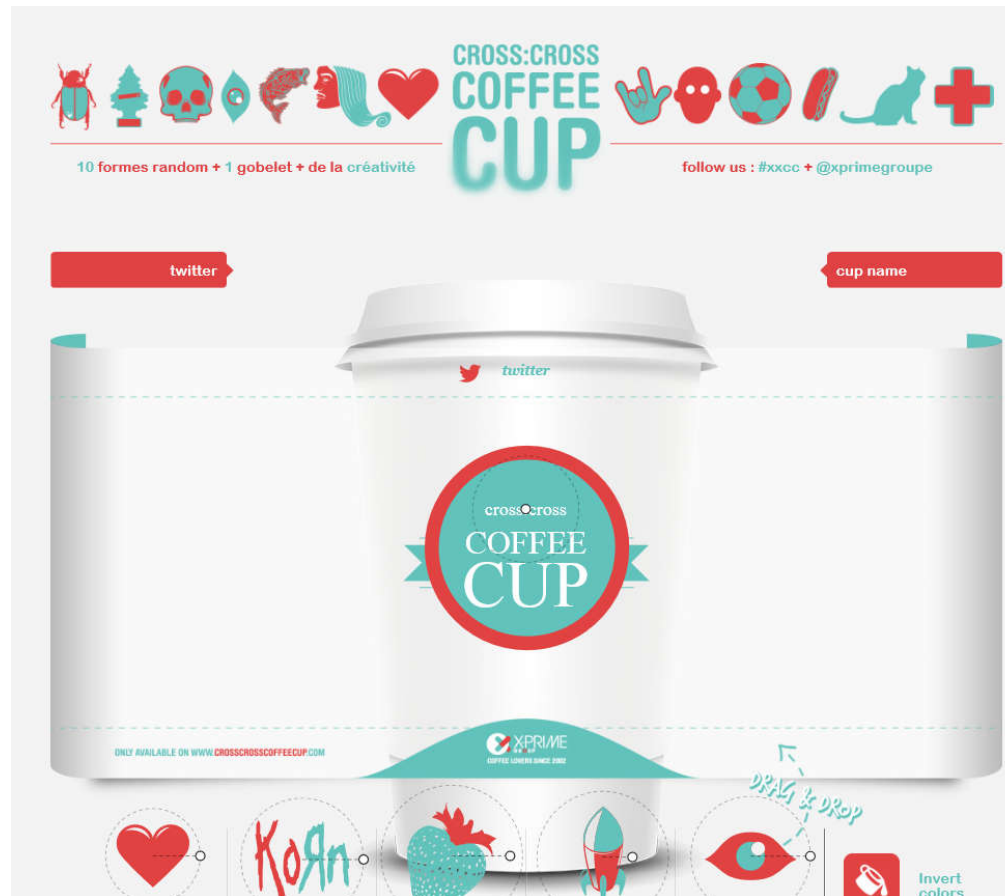 CROSS:CROSS
COFFEE
CUP
10 formes random + 1 gobelet + de la créativité
follow us : #xxcc + @xprimegroupe
twitter
cup name
twitter
cross:cross
COFFEE
CUP
XPRIME
COFFEE LOVERS SINCE 2002
ONLY AVAILABLE ON WWW.CROSSCROSSCOFFEECUP.COM
DRAG & DROP
KoЯn
Invert
colors